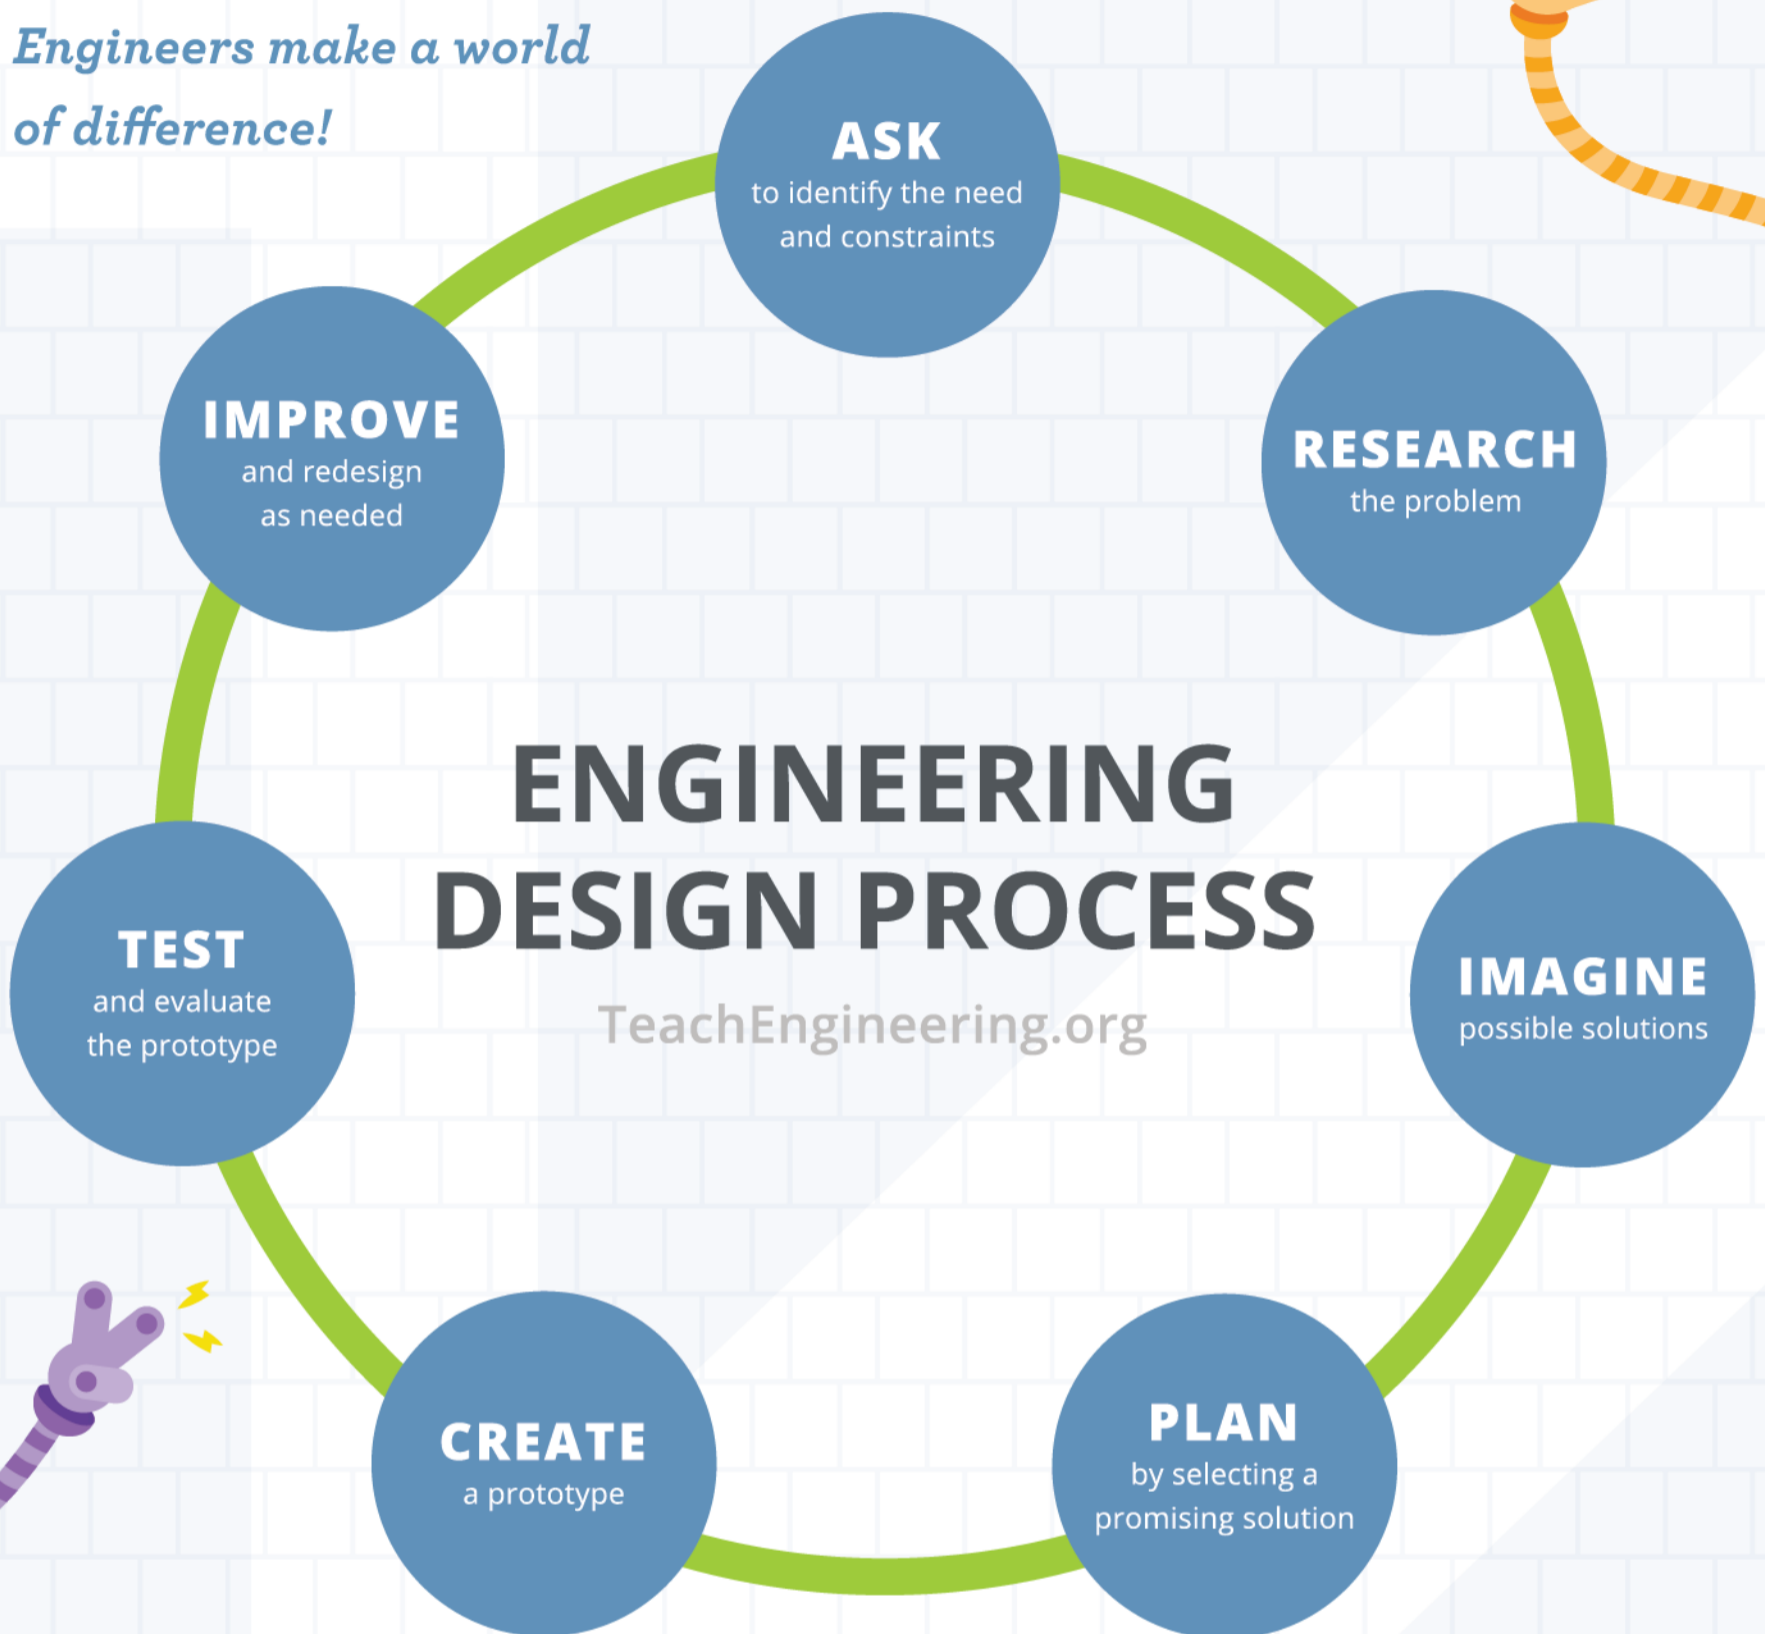 Engineers make a world
of difference!
ASK
to identify the need
and constraints
RESEARCH
the problem
IMAGINE
possible solutions
PLAN
by selecting a
promising solution
CREATE
a prototype
TEST
and evaluate
the prototype
IMPROVE
and redesign
as needed
ENGINEERING
DESIGN PROCESS
TeachEngineering.org